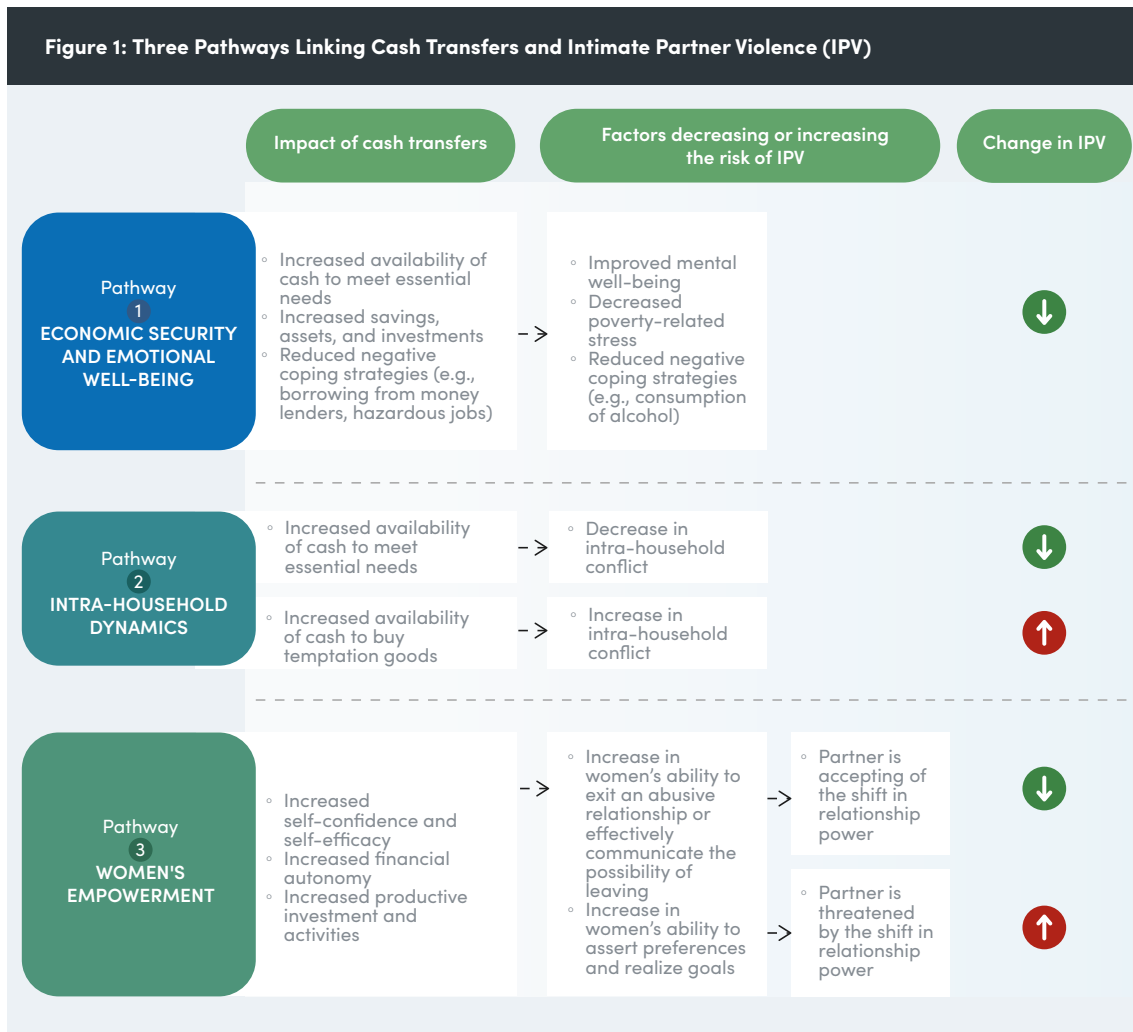 Figure 1: Three Pathways Linking Cash Transfers and Intimate Partner Violence (IPV)
Impact of cash transfers
Factors decreasing or increasing
the risk of IPV
Change in IPV
Pathway
1
ECONOMIC SECURITY
AND EMOTIONAL
WELL-BEING
◦ Increased availability of
cash to meet essential
needs
◦ Increased savings,
assets, and investments
◦ Reduced negative
coping strategies (e.g.,
borrowing from money
lenders, hazardous jobs)
◦ Improved mental
well-being
◦ Decreased
poverty-related
stress
◦ Reduced negative
coping strategies
(e.g., consumption
of alcohol)
Pathway
2
INTRA-HOUSEHOLD
DYNAMICS
◦ Increased availability
of cash to meet
essential needs
◦ Decrease in
intra-household
conflict
◦ Increased availability
of cash to buy
temptation goods
◦ Increase in
intra-household
conflict
Pathway
3
WOMEN'S
EMPOWERMENT
◦ Increased
self-confidence and
self-efficacy
◦ Increased financial
autonomy
◦ Increased productive
investment and
activities
◦ Increase in
women’s ability to
exit an abusive
relationship or
effectively
communicate the
possibility of
leaving
◦ Increase in
women’s ability to
assert preferences
and realize goals
◦ Partner is
accepting of
the shift in
relationship
power
◦ Partner is
threatened
by the shift in
relationship
power